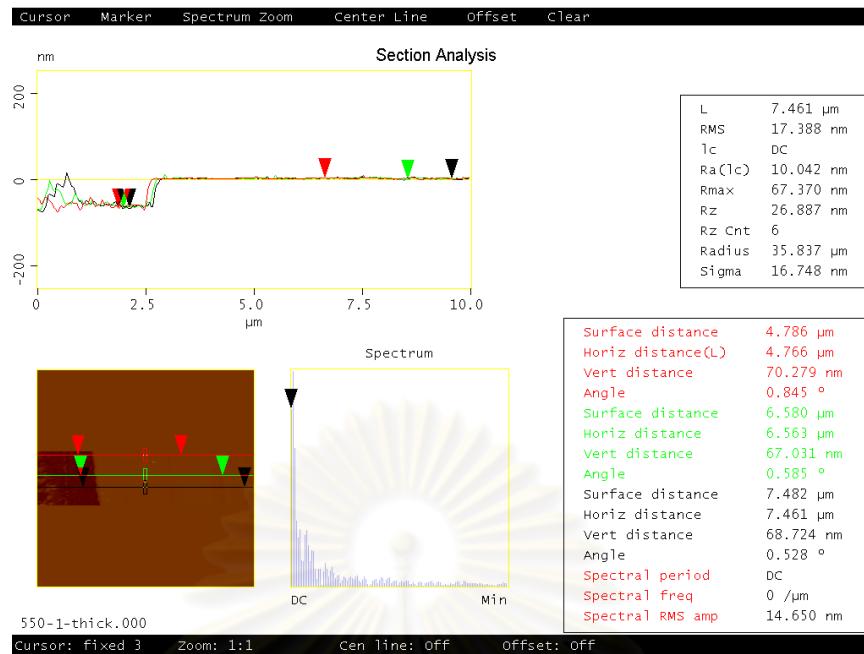 Cursor Marker Spectrum Zoom Center Line Offset Clear
Section Analysis
nm
200
0
-200
0 2.5 5.0 7.5 10.0
μm
L 7.461 μm
RMS 17.388 nm
lc DC
Ra(lc) 10.042 nm
Rmax 67.370 nm
Rz 26.887 nm
Rz Cnt 6
Radius 35.837 μm
Sigma 16.748 nm
Surface distance 4.786 μm
Horiz distance(L) 4.766 μm
Vert distance 70.279 nm
Angle 0.845 °
Surface distance 6.580 μm
Horiz distance 6.563 μm
Vert distance 67.031 nm
Angle 0.585 °
Surface distance 7.482 μm
Horiz distance 7.461 μm
Vert distance 68.724 nm
Angle 0.528 °
Spectral period DC
Spectral freq 0 /μm
Spectral RMS amp 14.650 nm
Spectrum
DC Min
550-1-thick.000
Cursor: fixed 3 Zoom: 1:1 Cen line: Off Offset: Off